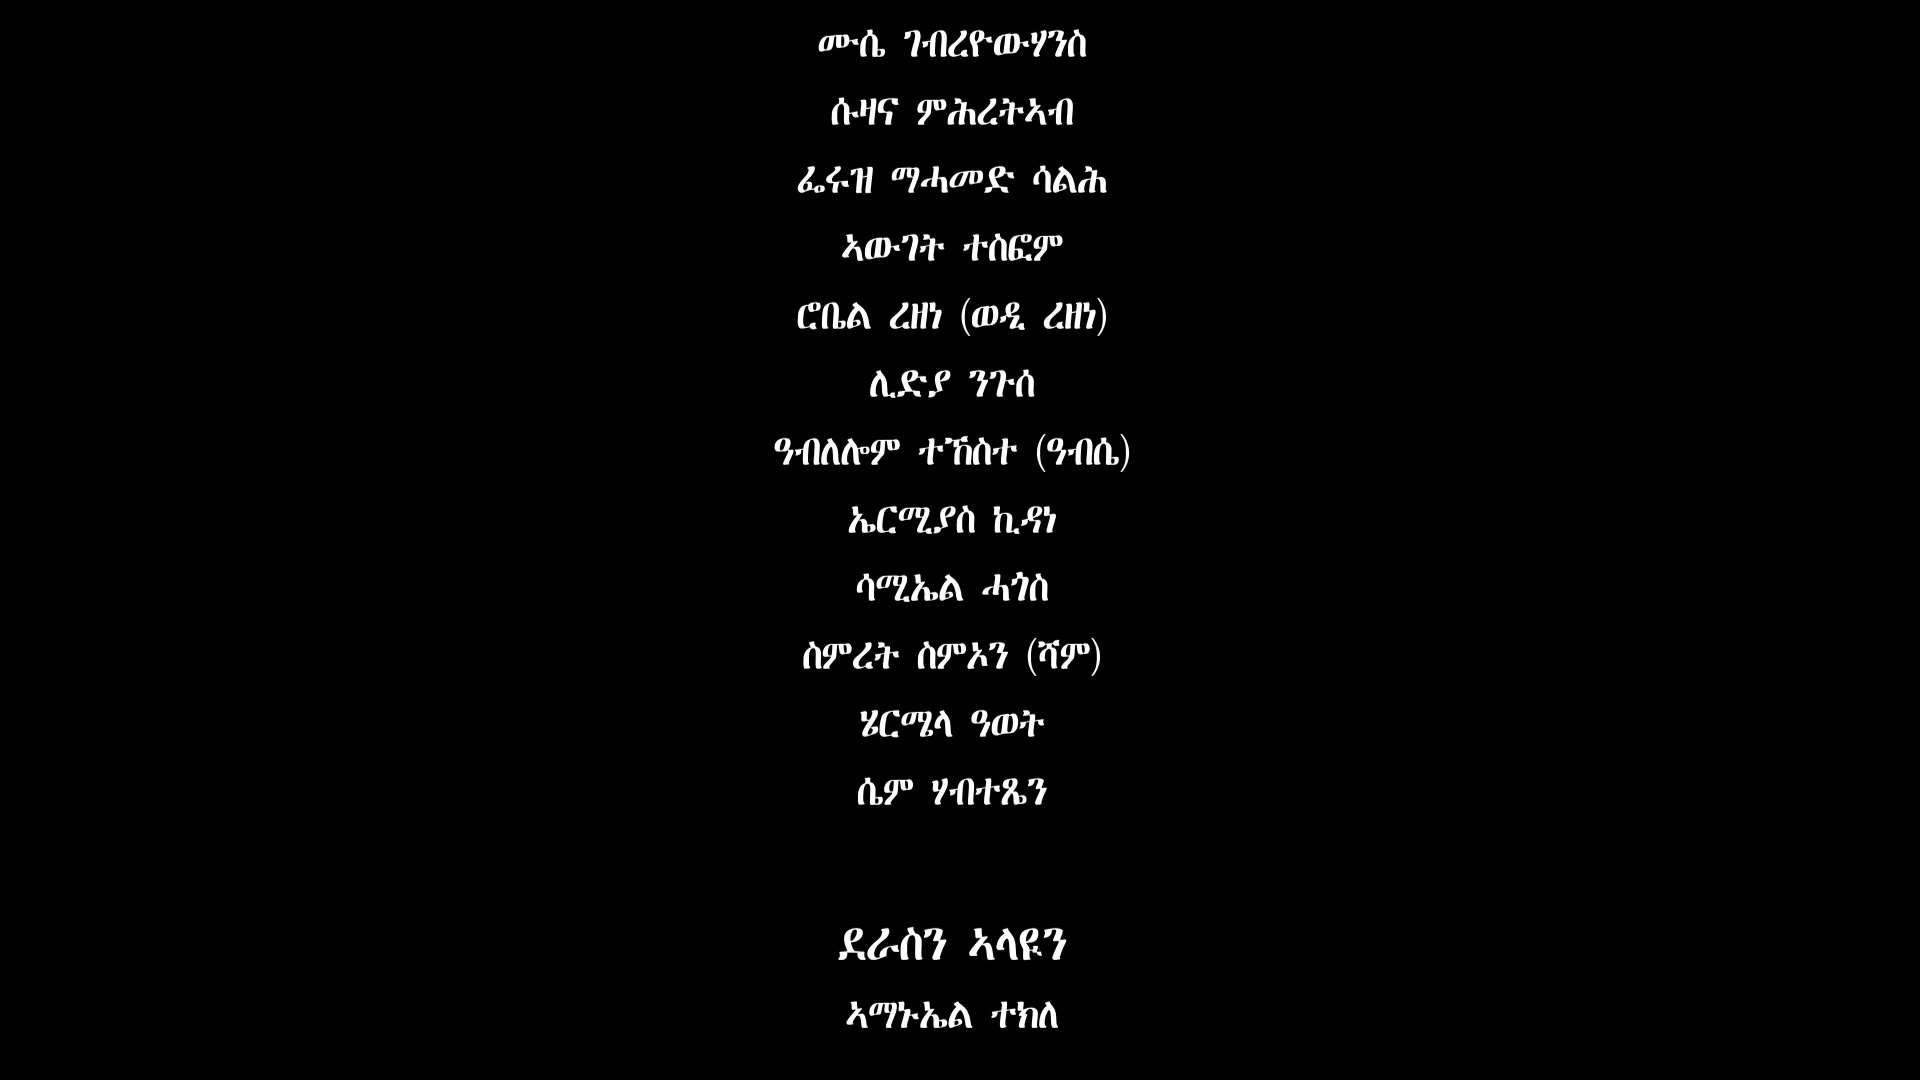 ሙሴ ገብረዮውሃንስ
ሱዛና ምሕረትኣብ
ፌሩዝ ማሓመድ ሳልሕ
ኣውገት ተስፎም
ሮቤል ረዘነ (ወዲ ረዘነ)
ሊድያ ንጉሰ
ዓብለሎም ተኸስተ (ዓብሴ)
ኤርሚያስ ኪዳነ
ሳሚኤል ሓጎስ
ስምረት ስምኦን (ሻም)
ሄርሜላ ዓወት
ሴም ሃብተጼን
ደራስን ኣላዪን
ኣማኑኤል ተክለ